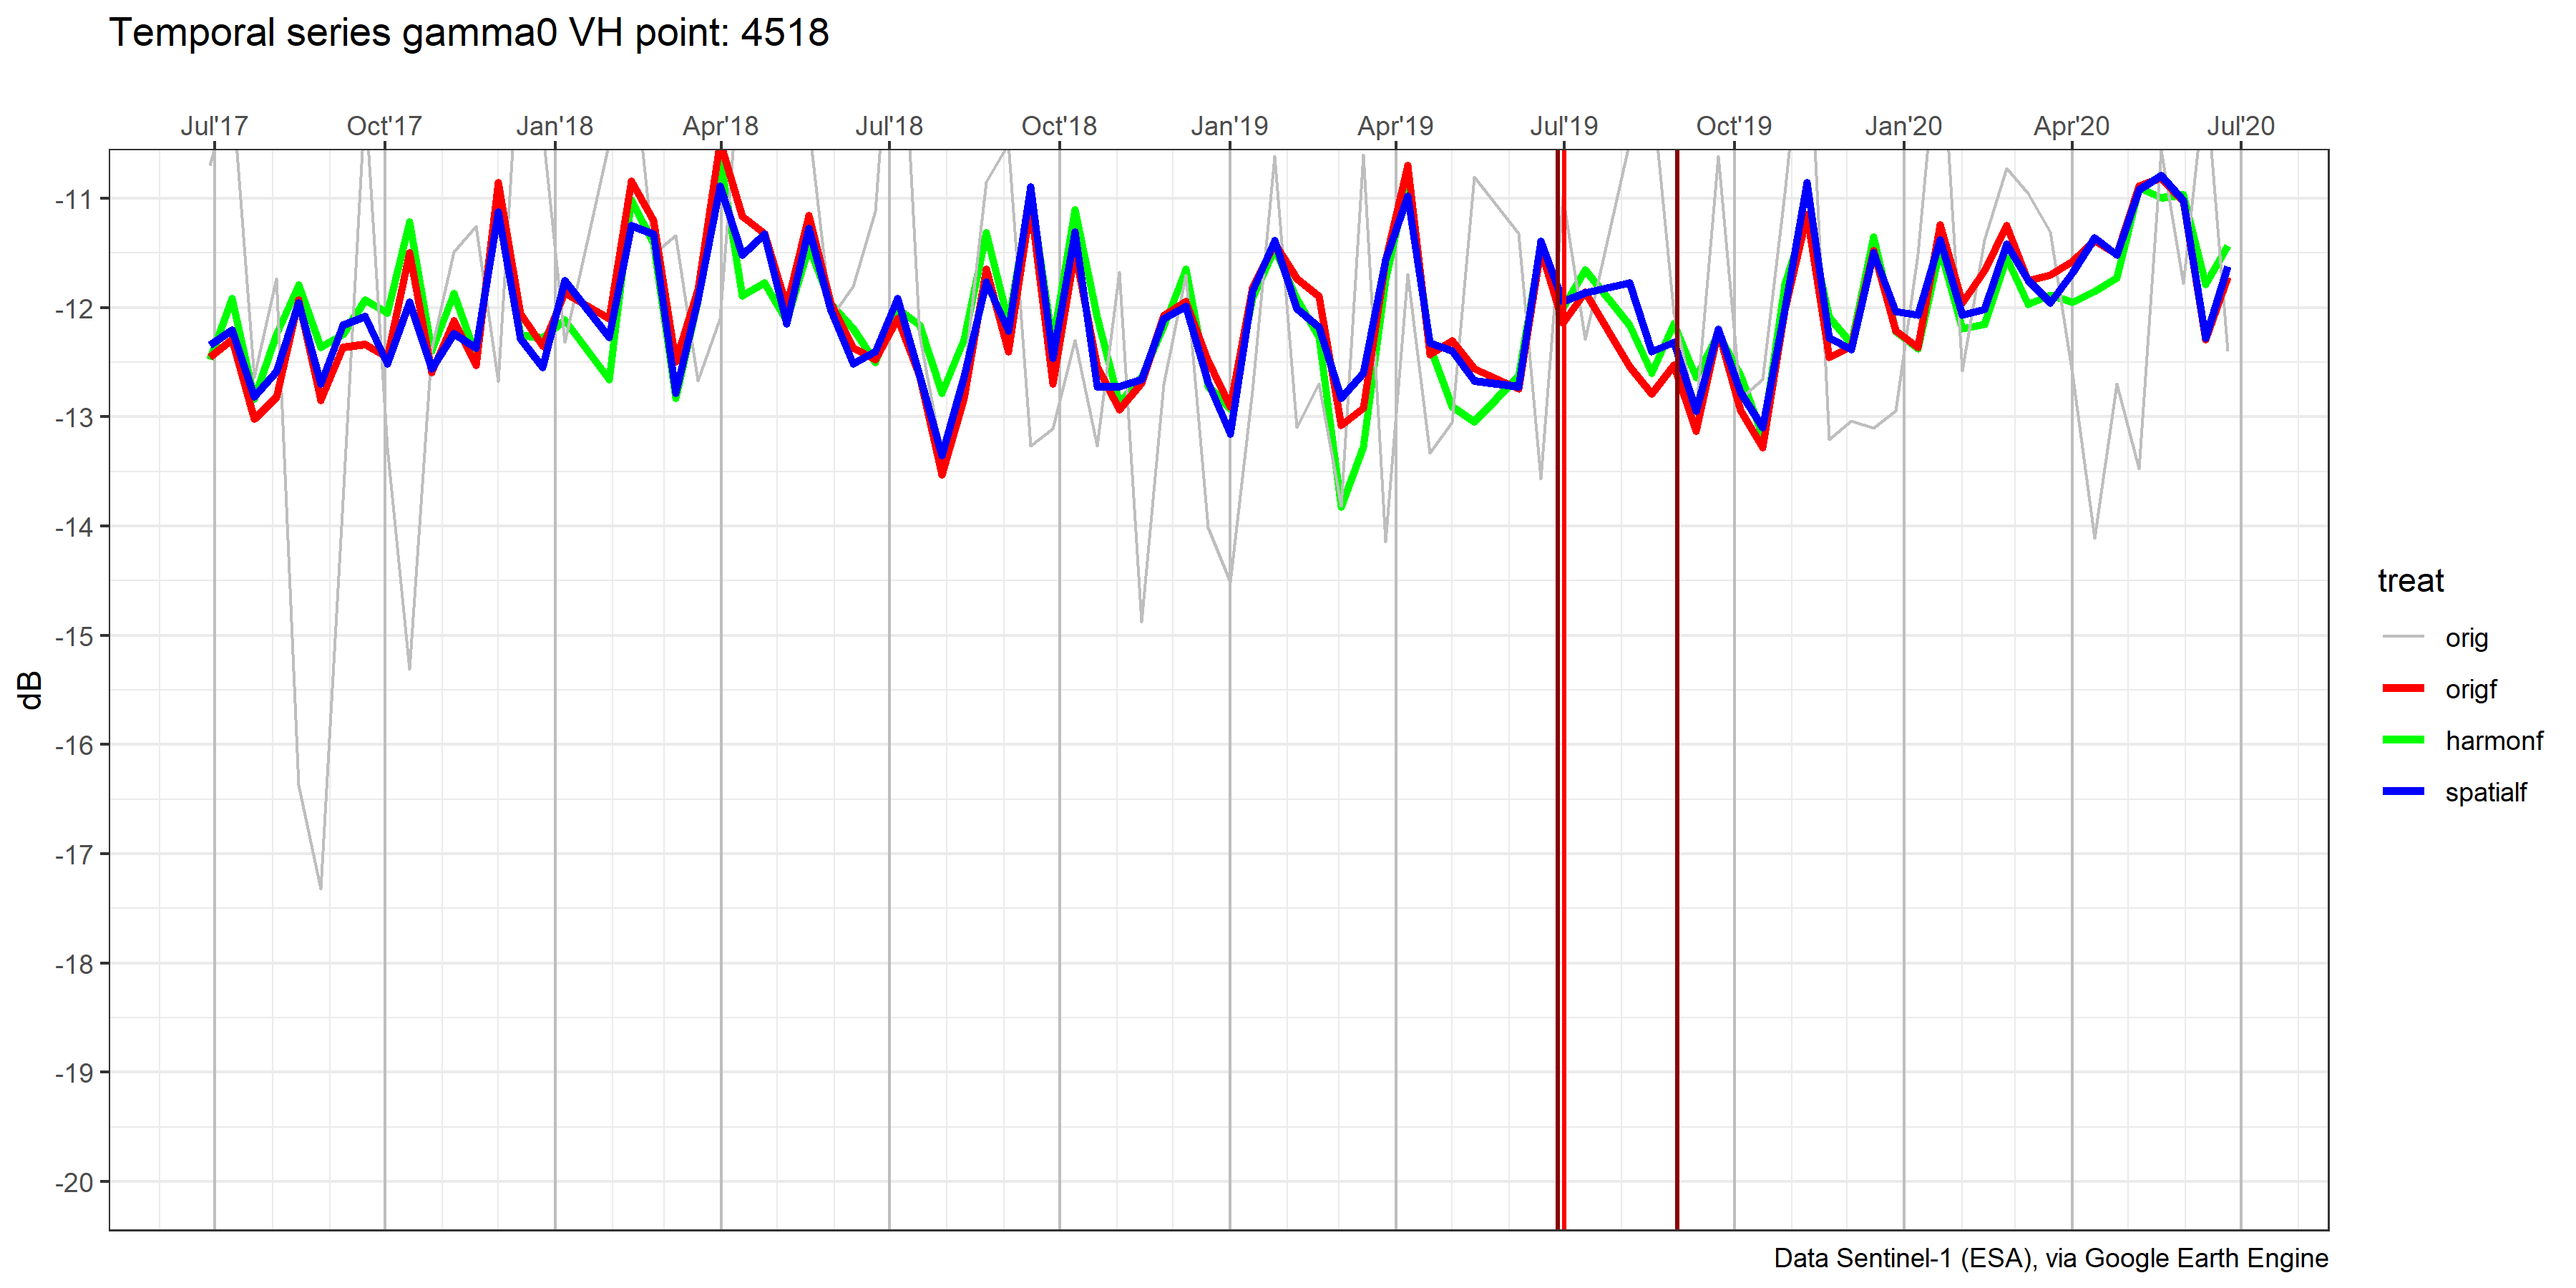 Temporal series gamma0 VH point: 4518
Jul'17 Oct'17 Jan'18 Apr'18 Jul'18 Oct'18 Jan'19 Apr'19 Jul'19 Oct'19 Jan'20 Apr'20 Jul'20
-11
-12
-13
-14
-15
-16
-17
-18
-19
-20
dB
treat
orig
origf
harmonf
spatialf
Data Sentinel-1 (ESA), via Google Earth Engine